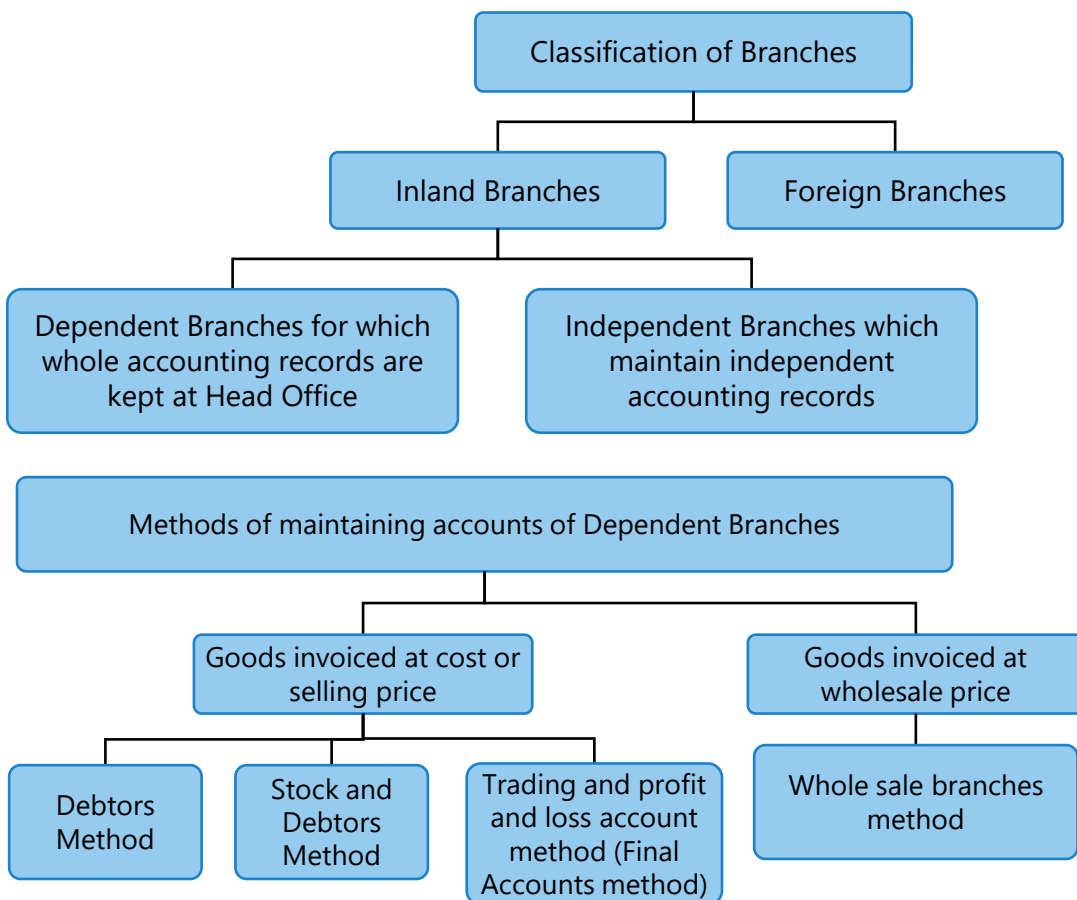 Classification of Branches
Inland Branches
Foreign Branches
Dependent Branches for which
whole accounting records are
kept at Head Office
Independent Branches which
maintain independent
accounting records
Methods of maintaining accounts of Dependent Branches
Goods invoiced at cost or
selling price
Goods invoiced at
wholesale price
Debtors
Method
Stock and
Debtors
Method
Trading and profit
and loss account
method (Final
Accounts method)
Whole sale branches
method